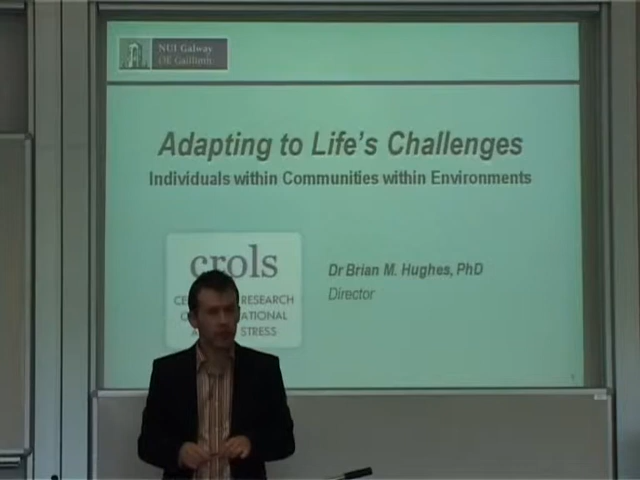 NUI Galway
OÉ Gaillimh
Adapting to Life's Challenges
Individuals within Communities within Environments
crols
RESEARCH
ATIONAL
STRESS
Dr Brian M. Hughes, PhD
Director